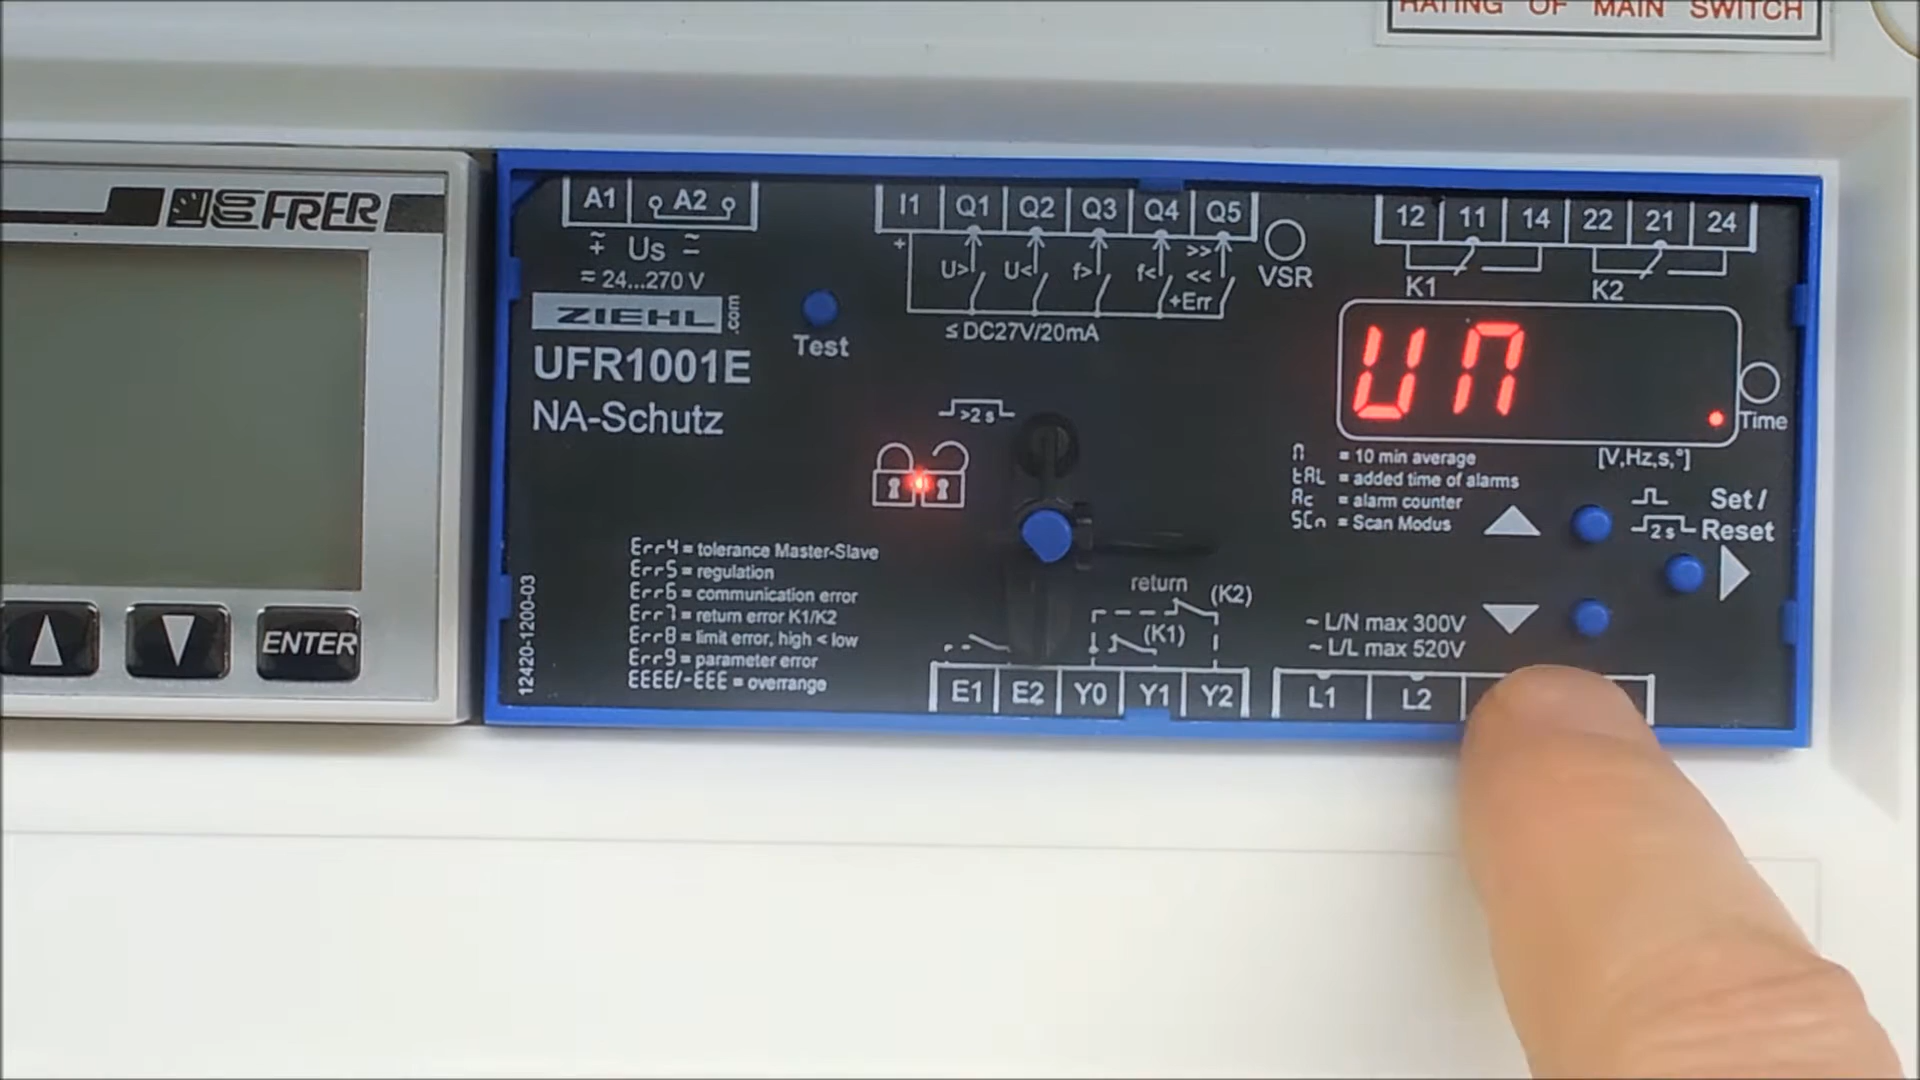 RATING OF MAIN SWITCH
EFRER
ENTER
A1 A2
Us
≂ 24...270 V
ZIEHL
.com
UFR1001E
NA-Schutz
Test
I1 Q1 Q2 Q3 Q4 Q5
+ U> U< f> f< >> <<
+Err
≤ DC27V/20mA
VSR
12 11 14 22 21 24
K1 K2
Un
Time
n = 10 min average
[V,Hz,s,°]
tAL = added time of alarms
Ac = alarm counter
SCn = Scan Modus
Set /
Reset
2 s
>2 s
Err4 = tolerance Master-Slave
Err5 = regulation
Err6 = communication error
Err7 = return error K1/K2
Err8 = limit error, high < low
Err9 = parameter error
EEEE/-EEE = overrange
12420-1200-03
return
(K2)
(K1)
~ L/N max 300V
~ L/L max 520V
E1 E2 Y0 Y1 Y2
L1 L2